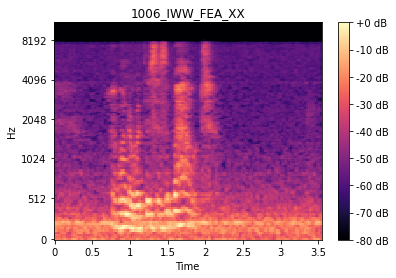 1006_IWW_FEA_XX
+0 dB
8192
-10 dB
4096
-20 dB
-30 dB
2048
Hz
-40 dB
1024
-50 dB
512
-60 dB
-70 dB
0
-80 dB
0 0.5 1 1.5 2 2.5 3 3.5
Time